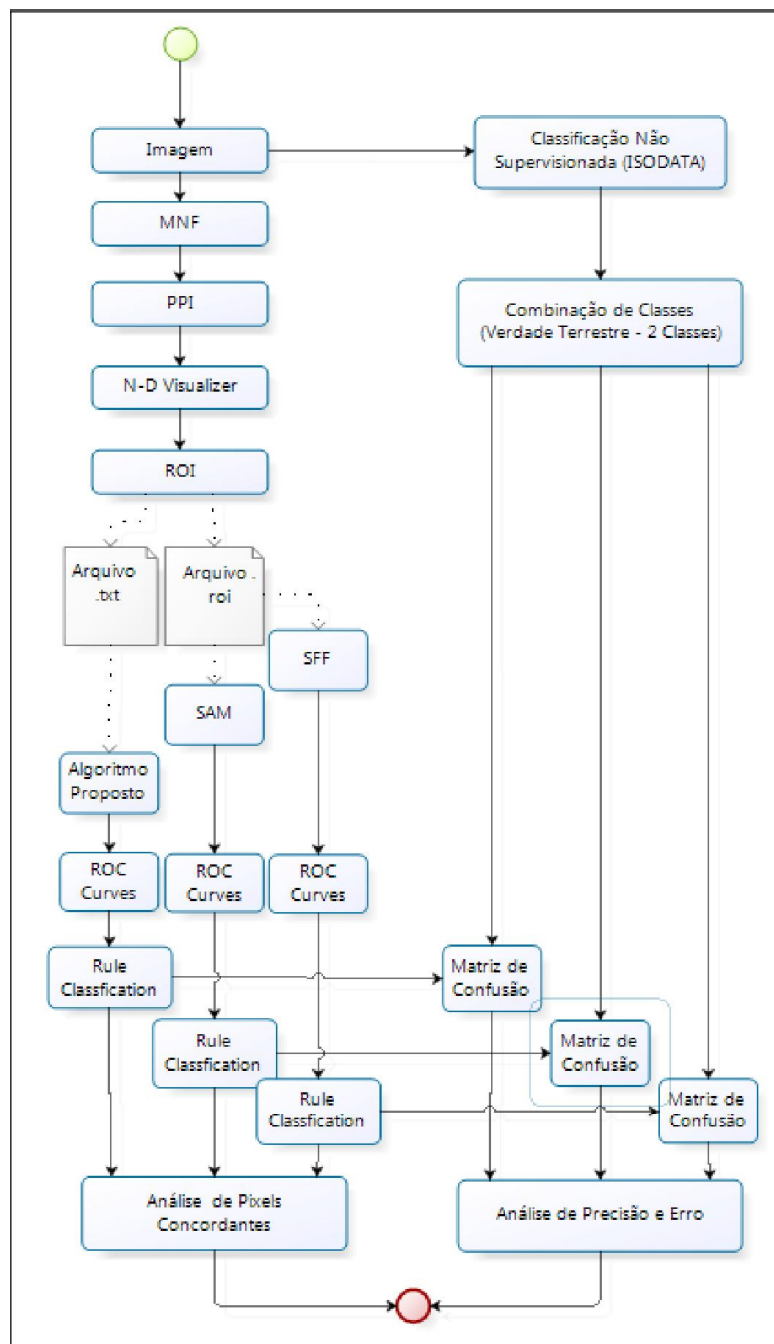 Imagem
Classificação Não
Supervisionada (ISODATA)
MNF
PPI
Combinação de Classes
(Verdade Terrestre - 2 Classes)
N-D Visualizer
ROI
Arquivo
.txt
Arquivo .
roi
SFF
SAM
Algoritmo
Proposto
ROC
Curves
ROC
Curves
ROC
Curves
Rule
Classfication
Matriz de
Confusão
Rule
Classfication
Matriz de
Confusão
Rule
Classfication
Matriz de
Confusão
Análise de Pixels
Concordantes
Análise de Precisão e Erro